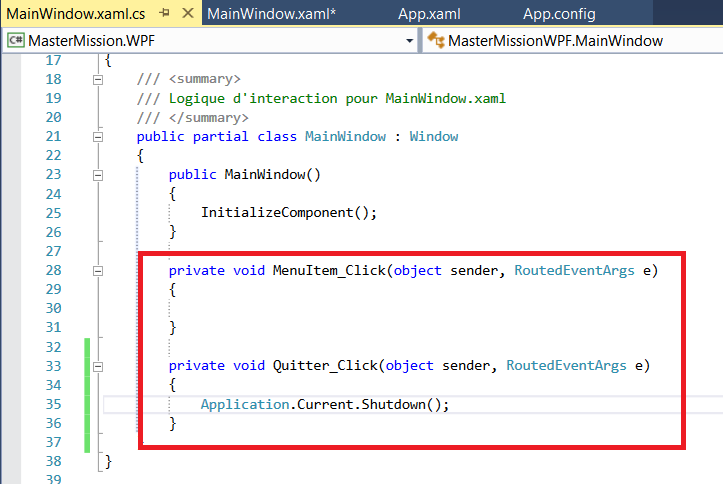 MainWindow.xaml.cs MainWindow.xaml* App.xaml App.config
C# MasterMission.WPF MasterMissionWPF.MainWindow
17 {
18 /// <summary>
19 /// Logique d'interaction pour MainWindow.xaml
20 /// </summary>
21 public partial class MainWindow : Window
22 {
23 public MainWindow()
24 {
25 InitializeComponent();
26 }
27
28 private void MenuItem_Click(object sender, RoutedEventArgs e)
29 {
30
31 }
32
33 private void Quitter_Click(object sender, RoutedEventArgs e)
34 {
35 Application.Current.Shutdown();
36 }
37
38 }
39